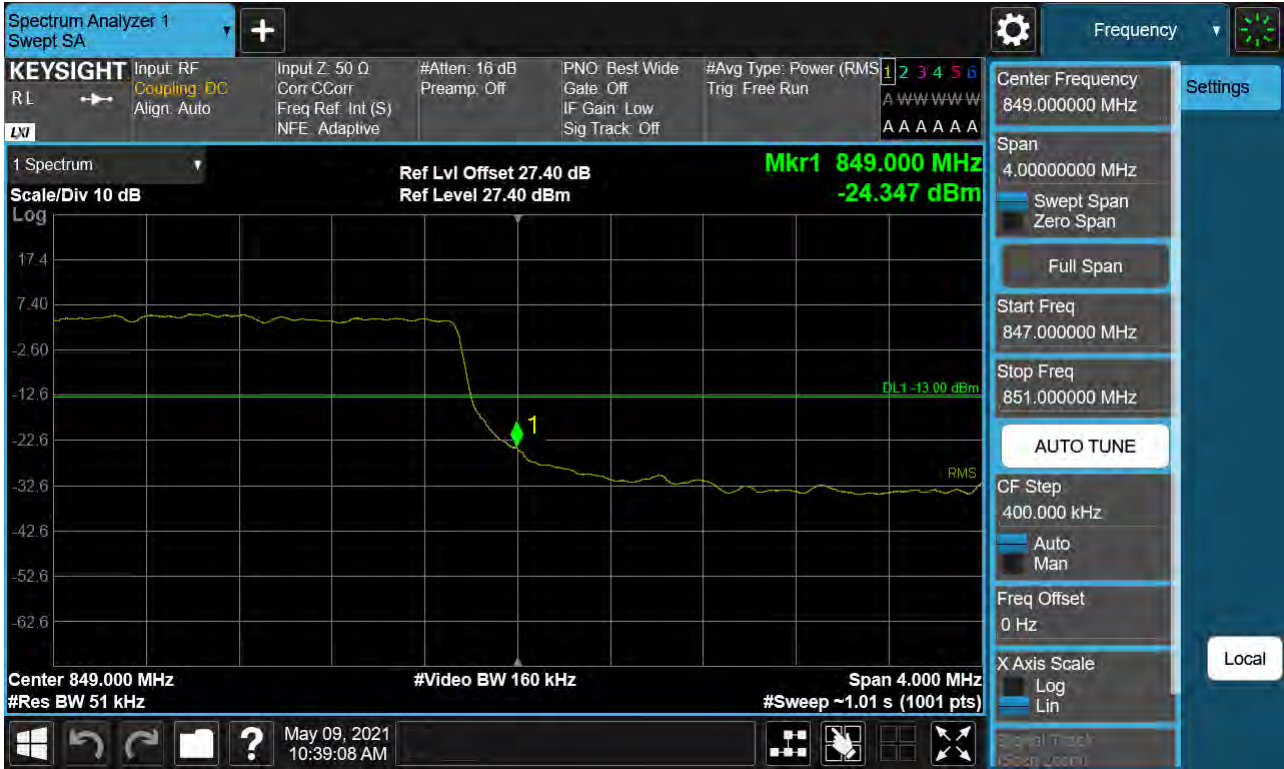 Spectrum Analyzer 1
Swept SA
+
Frequency
KEYSIGHT
RL
LXI
Input: RF
Coupling: DC
Align: Auto
Input Z: 50 Ω
Corr CCorr
Freq Ref: Int (S)
NFE: Adaptive
#Atten: 16 dB
Preamp: Off
PNO: Best Wide
Gate: Off
IF Gain: Low
Sig Track: Off
#Avg Type: Power (RMS
Trig: Free Run
1 2 3 4 5 6
A W W W W W
A A A A A A
1 Spectrum
Scale/Div 10 dB
Log
Ref Lvl Offset 27.40 dB
Ref Level 27.40 dBm
Mkr1 849.000 MHz
-24.347 dBm
17.4
7.40
-2.60
-12.6
-22.6
-32.6
-42.6
-52.6
-62.6
DL1 -13.00 dBm
1
RMS
Center 849.000 MHz
#Res BW 51 kHz
#Video BW 160 kHz
Span 4.000 MHz
#Sweep ~1.01 s (1001 pts)
Center Frequency
849.000000 MHz
Settings
Span
4.00000000 MHz
Swept Span
Zero Span
Full Span
Start Freq
847.000000 MHz
Stop Freq
851.000000 MHz
AUTO TUNE
CF Step
400.000 kHz
Auto
Man
Freq Offset
0 Hz
X Axis Scale
Log
Lin
Local
Signal Track
(Span Zoom)
?
May 09, 2021
10:39:08 AM